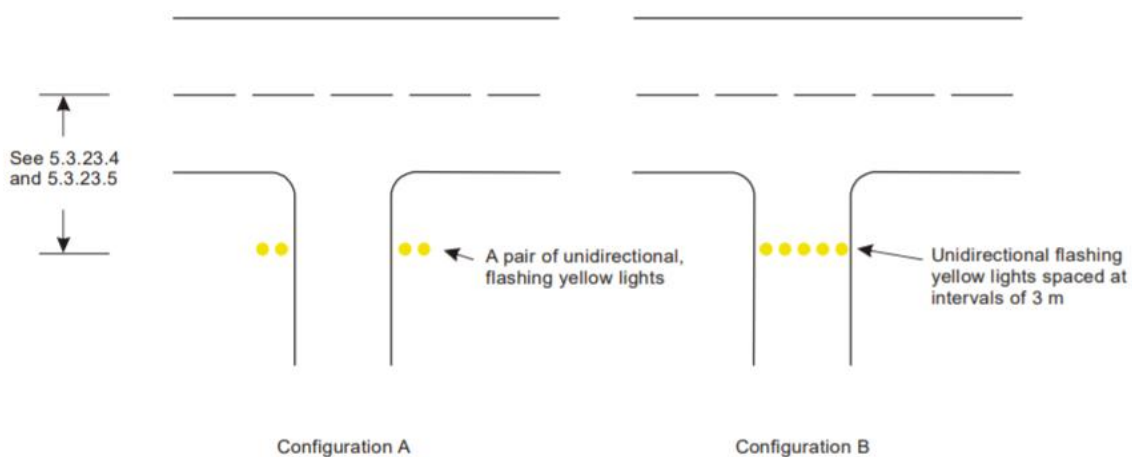 See 5.3.23.4
and 5.3.23.5
A pair of unidirectional,
flashing yellow lights
Unidirectional flashing
yellow lights spaced at
intervals of 3 m
Configuration A
Configuration B